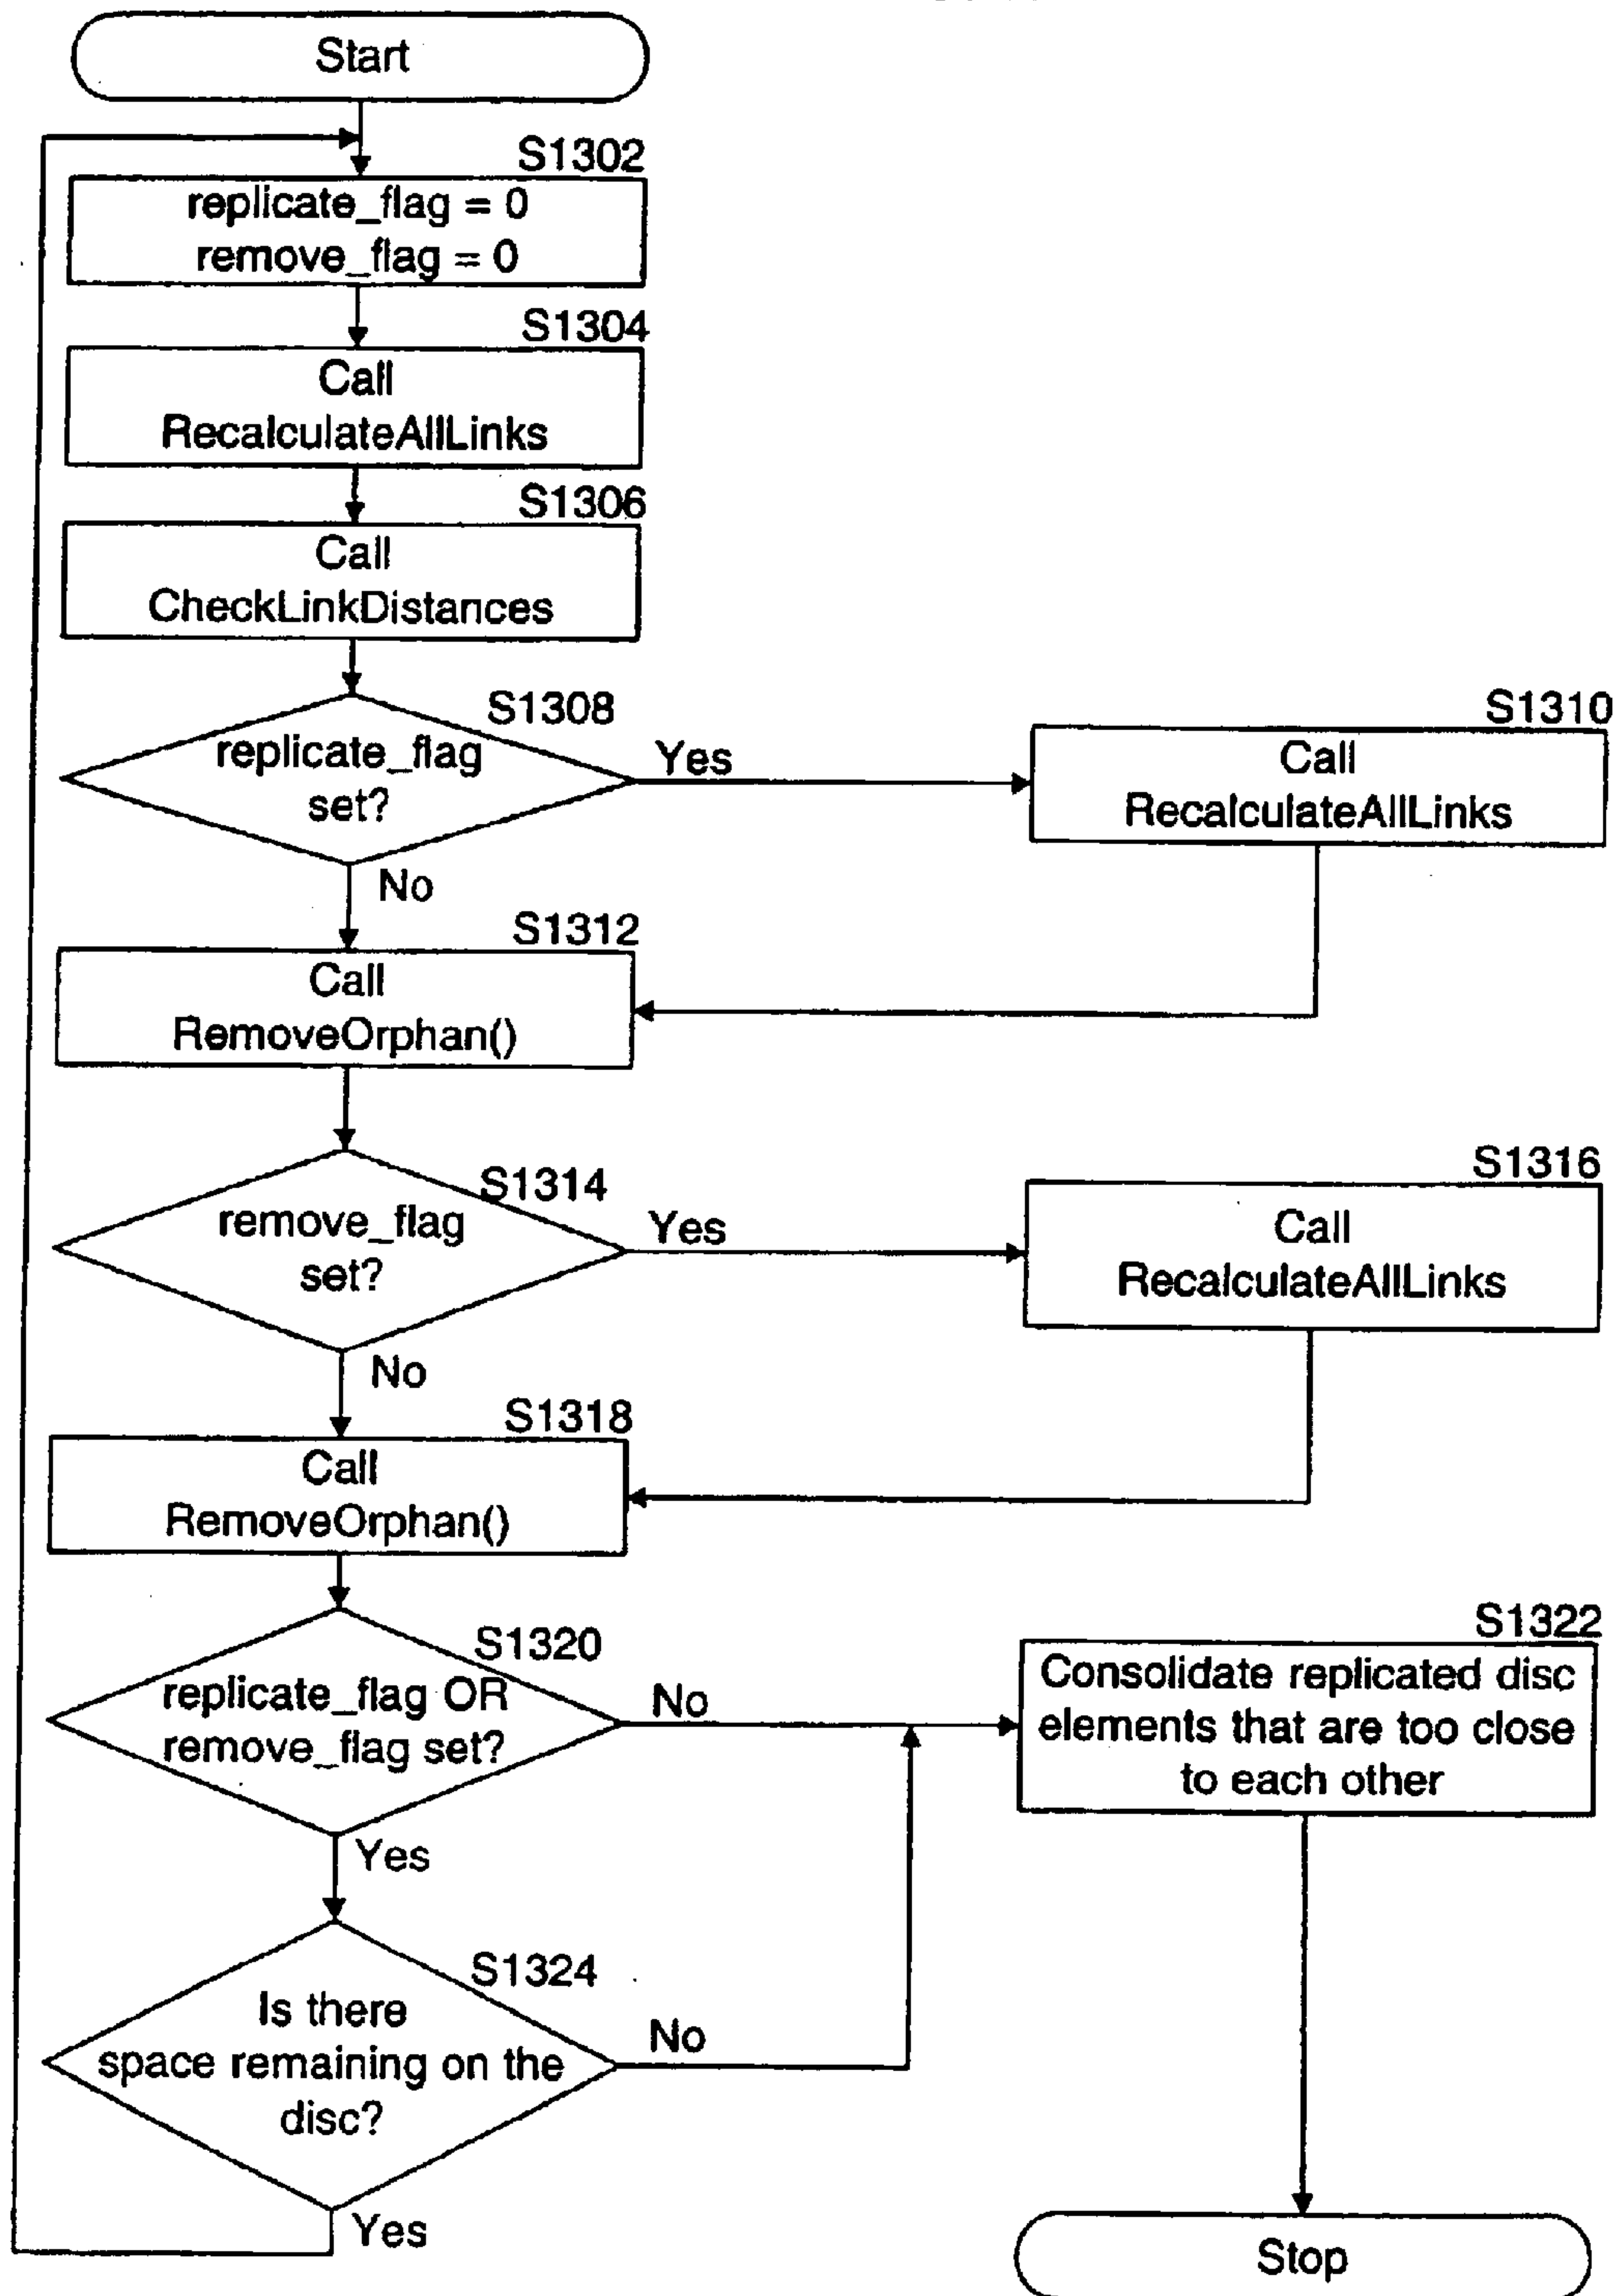 Start
S1302
replicate_flag = 0
remove_flag = 0
S1304
Call
RecalculateAllLinks
S1306
Call
CheckLinkDistances
S1308
replicate_flag
set?
Yes
No
S1310
Call
RecalculateAllLinks
S1312
Call
RemoveOrphan()
S1314
remove_flag
set?
Yes
No
S1316
Call
RecalculateAllLinks
S1318
Call
RemoveOrphan()
S1320
replicate_flag OR
remove_flag set?
No
Yes
S1322
Consolidate replicated disc
elements that are too close
to each other
S1324
Is there
space remaining on the
disc?
No
Yes
Stop